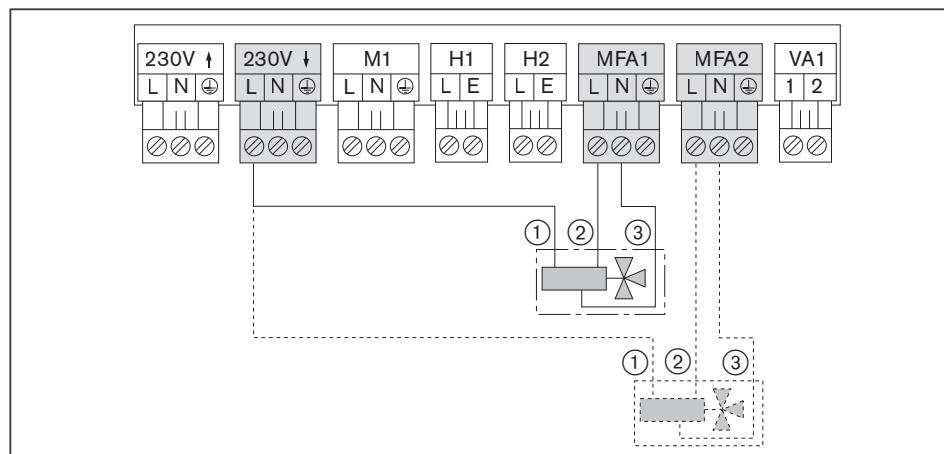 230V ↑ 230V ↓ M1 H1 H2 MFA1 MFA2 VA1
L N ⏚ L N ⏚ L N ⏚ L E L E L N ⏚ L N ⏚ 1 2
① ② ③
① ② ③